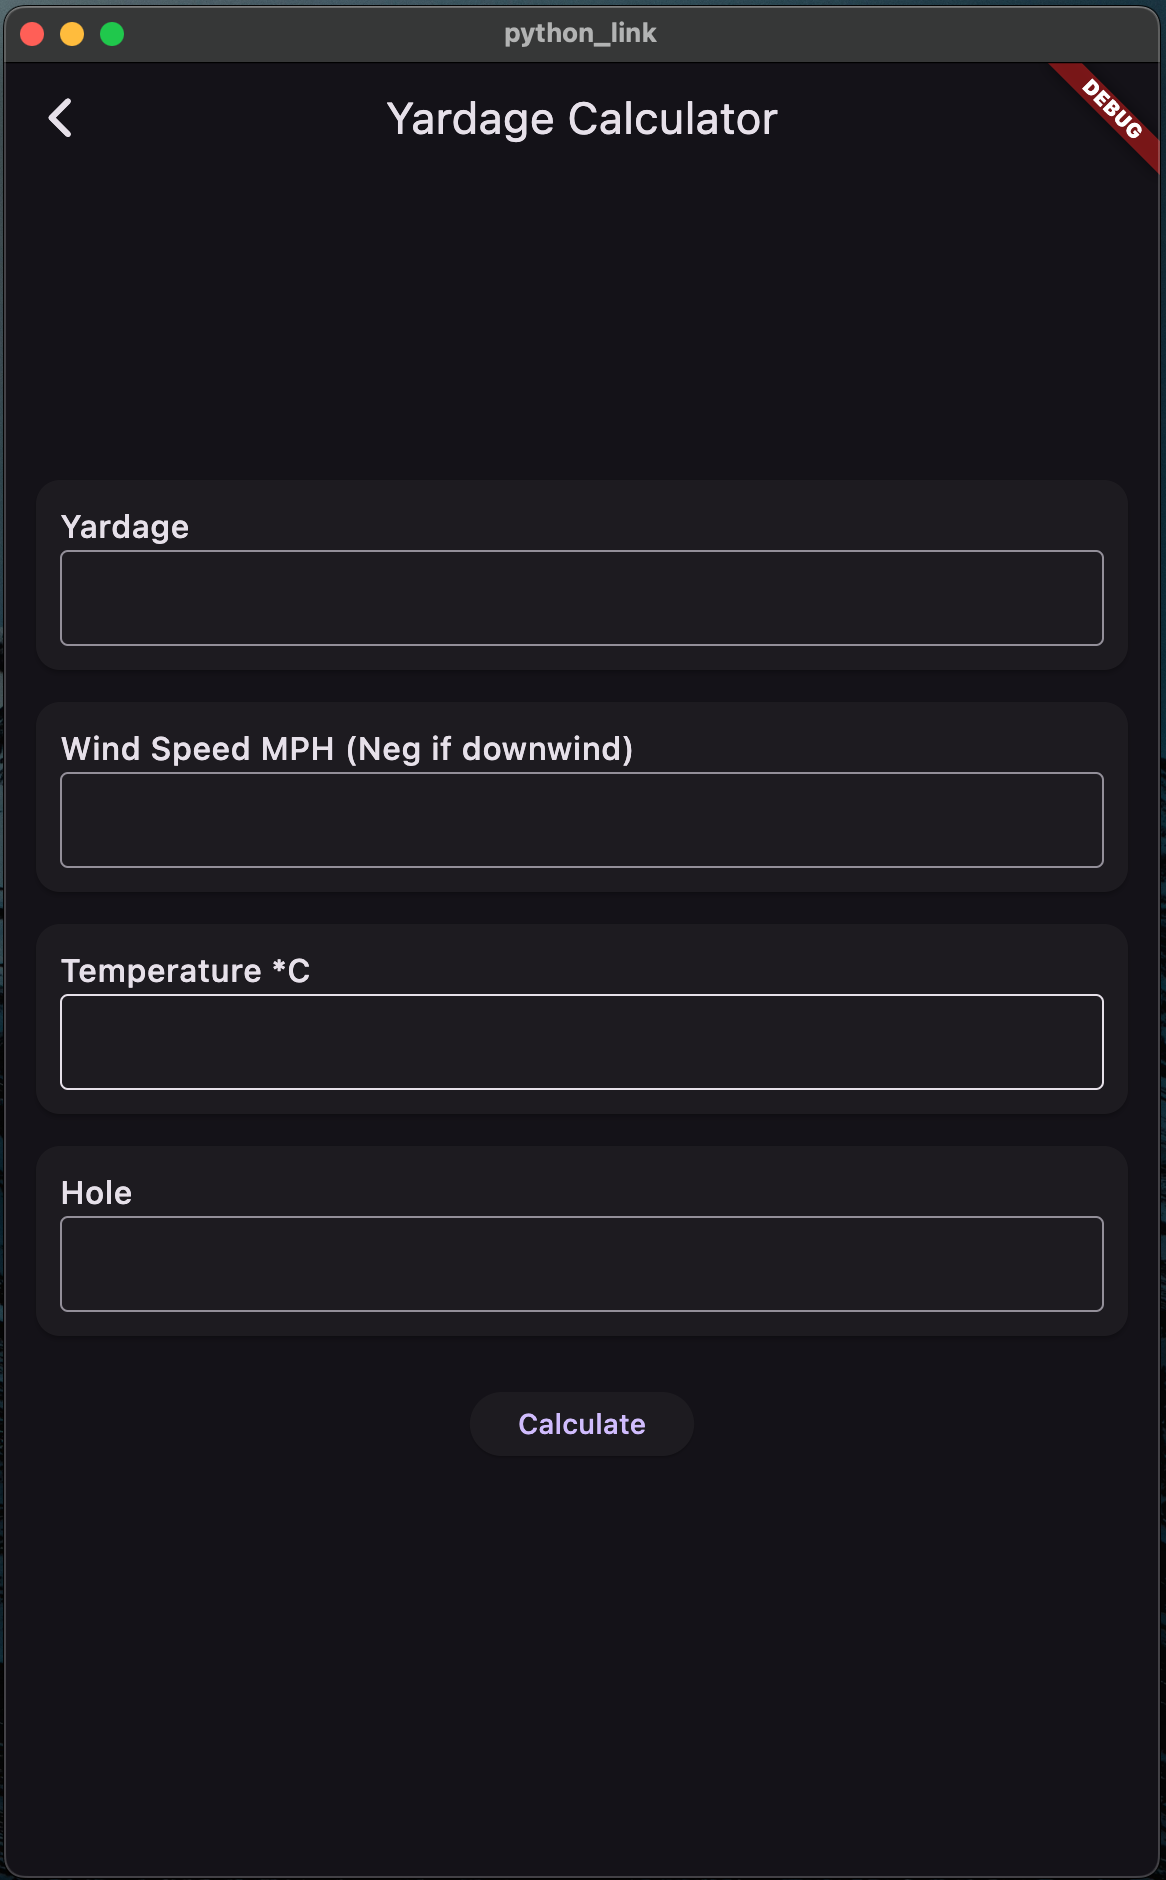 python_link
Yardage Calculator
DEBUG
Yardage
Wind Speed MPH (Neg if downwind)
Temperature *C
Hole
Calculate